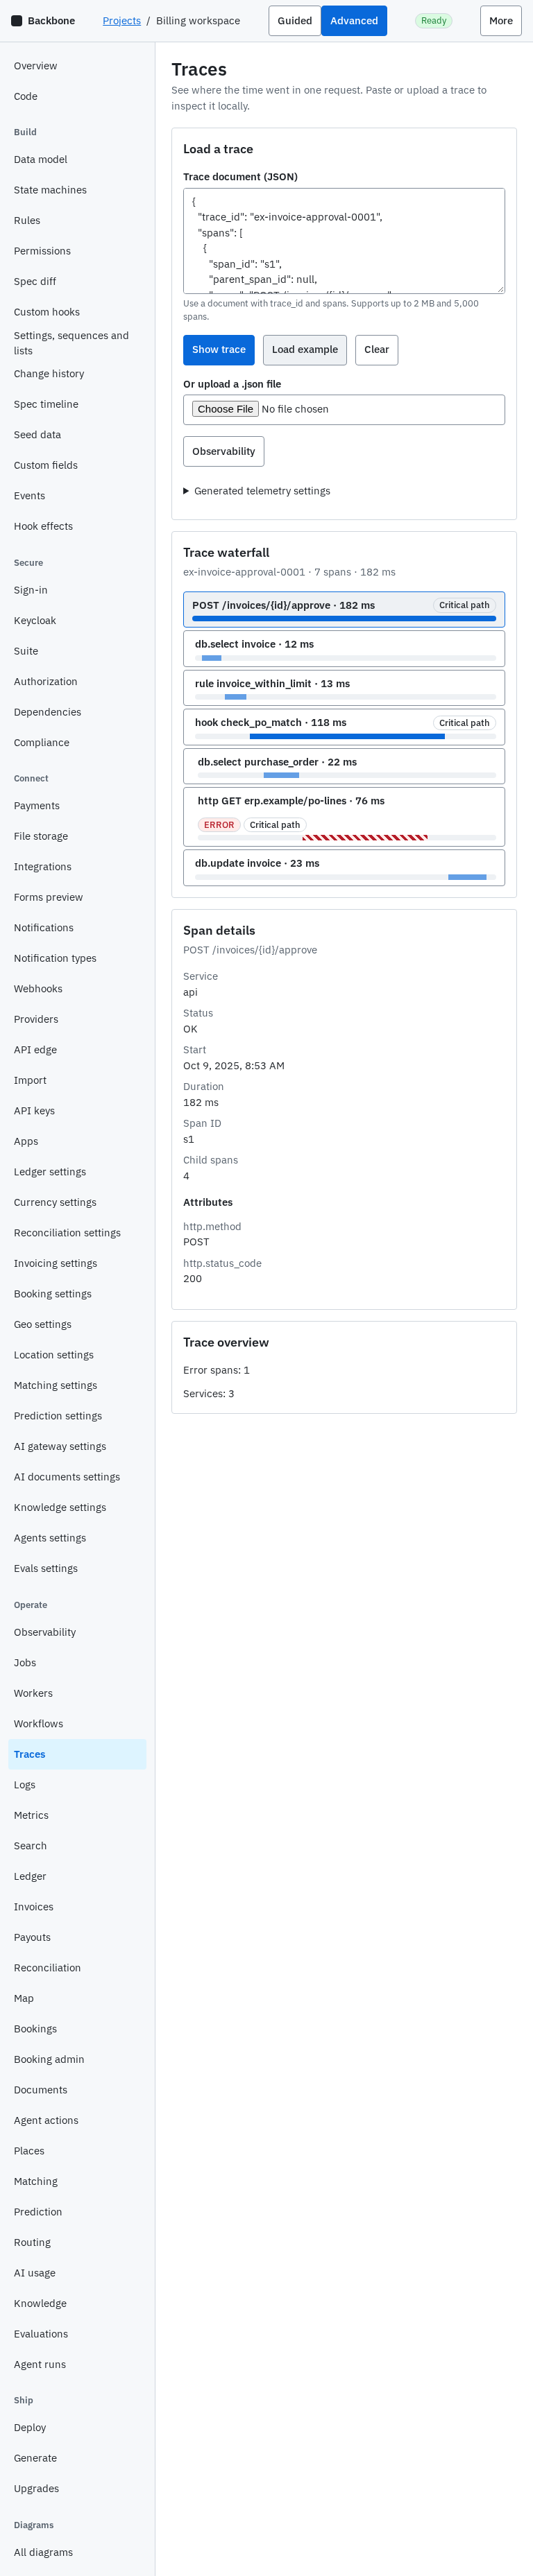 Backbone
Projects / Billing workspace
Guided
Advanced
Ready
More
Overview
Code
Build
Data model
State machines
Rules
Permissions
Spec diff
Custom hooks
Settings, sequences and
lists
Change history
Spec timeline
Seed data
Custom fields
Events
Hook effects
Secure
Sign-in
Keycloak
Suite
Authorization
Dependencies
Compliance
Connect
Payments
File storage
Integrations
Forms preview
Notifications
Notification types
Webhooks
Providers
API edge
Import
API keys
Apps
Ledger settings
Currency settings
Reconciliation settings
Invoicing settings
Booking settings
Geo settings
Location settings
Matching settings
Prediction settings
AI gateway settings
AI documents settings
Knowledge settings
Agents settings
Evals settings
Operate
Observability
Jobs
Workers
Workflows
Traces
Logs
Metrics
Search
Ledger
Invoices
Payouts
Reconciliation
Map
Bookings
Booking admin
Documents
Agent actions
Places
Matching
Prediction
Routing
AI usage
Knowledge
Evaluations
Agent runs
Ship
Deploy
Generate
Upgrades
Diagrams
All diagrams
Traces
See where the time went in one request. Paste or upload a trace to
inspect it locally.
Load a trace
Trace document (JSON)
{
"trace_id": "ex-invoice-approval-0001",
"spans": [
{
"span_id": "s1",
"parent_span_id": null,
Use a document with trace_id and spans. Supports up to 2 MB and 5,000
spans.
Show trace
Load example
Clear
Or upload a .json file
Choose File No file chosen
Observability
Generated telemetry settings
Trace waterfall
ex-invoice-approval-0001 · 7 spans · 182 ms
POST /invoices/{id}/approve · 182 ms
Critical path
db.select invoice · 12 ms
rule invoice_within_limit · 13 ms
hook check_po_match · 118 ms
Critical path
db.select purchase_order · 22 ms
http GET erp.example/po-lines · 76 ms
ERROR
Critical path
db.update invoice · 23 ms
Span details
POST /invoices/{id}/approve
Service
api
Status
OK
Start
Oct 9, 2025, 8:53 AM
Duration
182 ms
Span ID
s1
Child spans
4
Attributes
http.method
POST
http.status_code
200
Trace overview
Error spans: 1
Services: 3